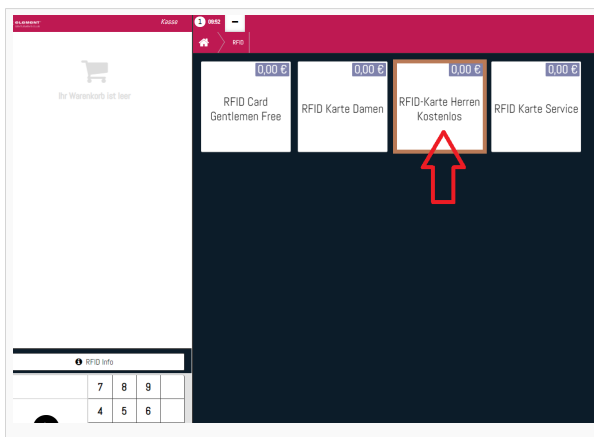 ELEMENT
Kasse
1 09:52
RFID
Ihr Warenkorb ist leer
0,00 €
RFID Card
Gentlemen Free
0,00 €
RFID Karte Damen
0,00 €
RFID-Karte Herren
Kostenlos
0,00 €
RFID Karte Service
RFID Info
7 8 9
4 5 6